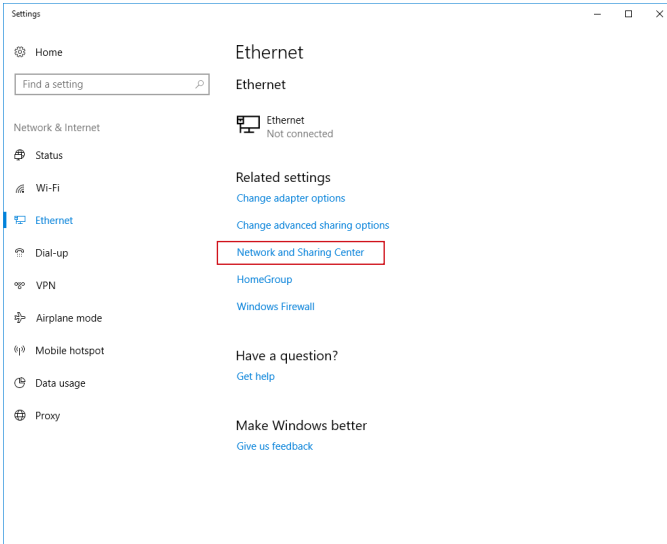 Settings
Home
Find a setting
Network & Internet
Status
Wi-Fi
Ethernet
Dial-up
VPN
Airplane mode
Mobile hotspot
Data usage
Proxy
Ethernet
Ethernet
Ethernet
Not connected
Related settings
Change adapter options
Change advanced sharing options
Network and Sharing Center
HomeGroup
Windows Firewall
Have a question?
Get help
Make Windows better
Give us feedback